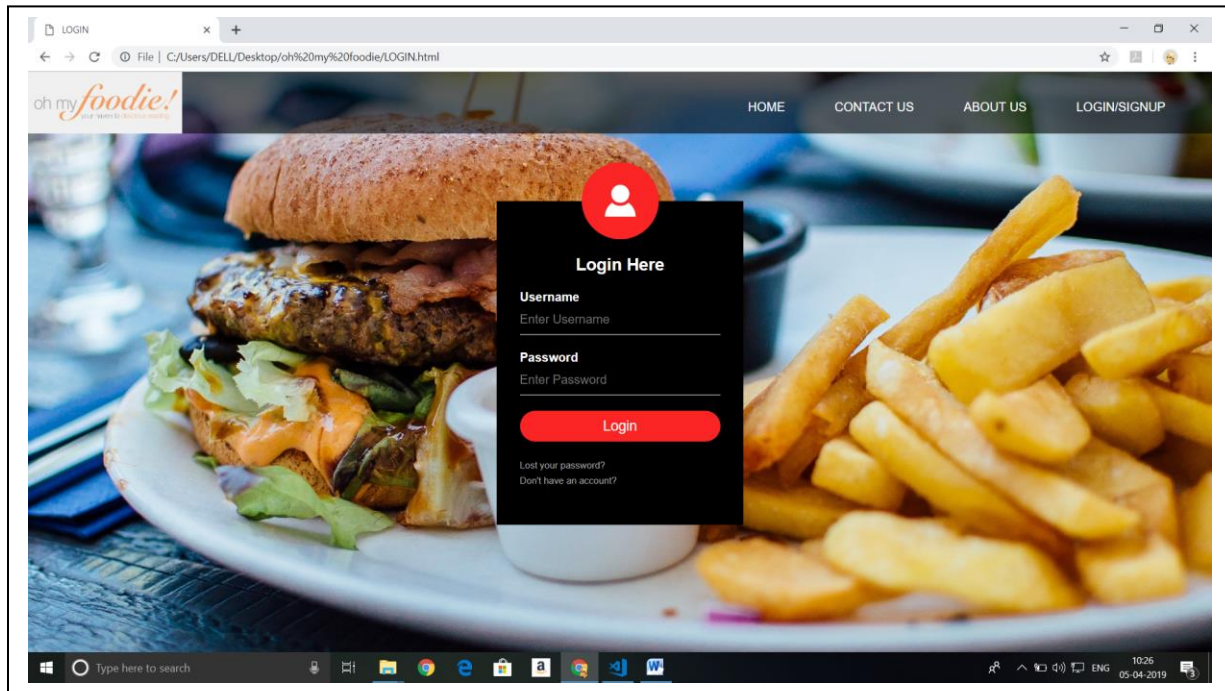 LOGIN
File | C:/Users/DELL/Desktop/oh%20my%20foodie/LOGIN.html
oh my foodie!
HOME CONTACT US ABOUT US LOGIN/SIGNUP
Login Here
Username
Enter Username
Password
Enter Password
Login
Lost your password?
Don't have an account?
Type here to search
ENG
10:26
05-04-2019
3